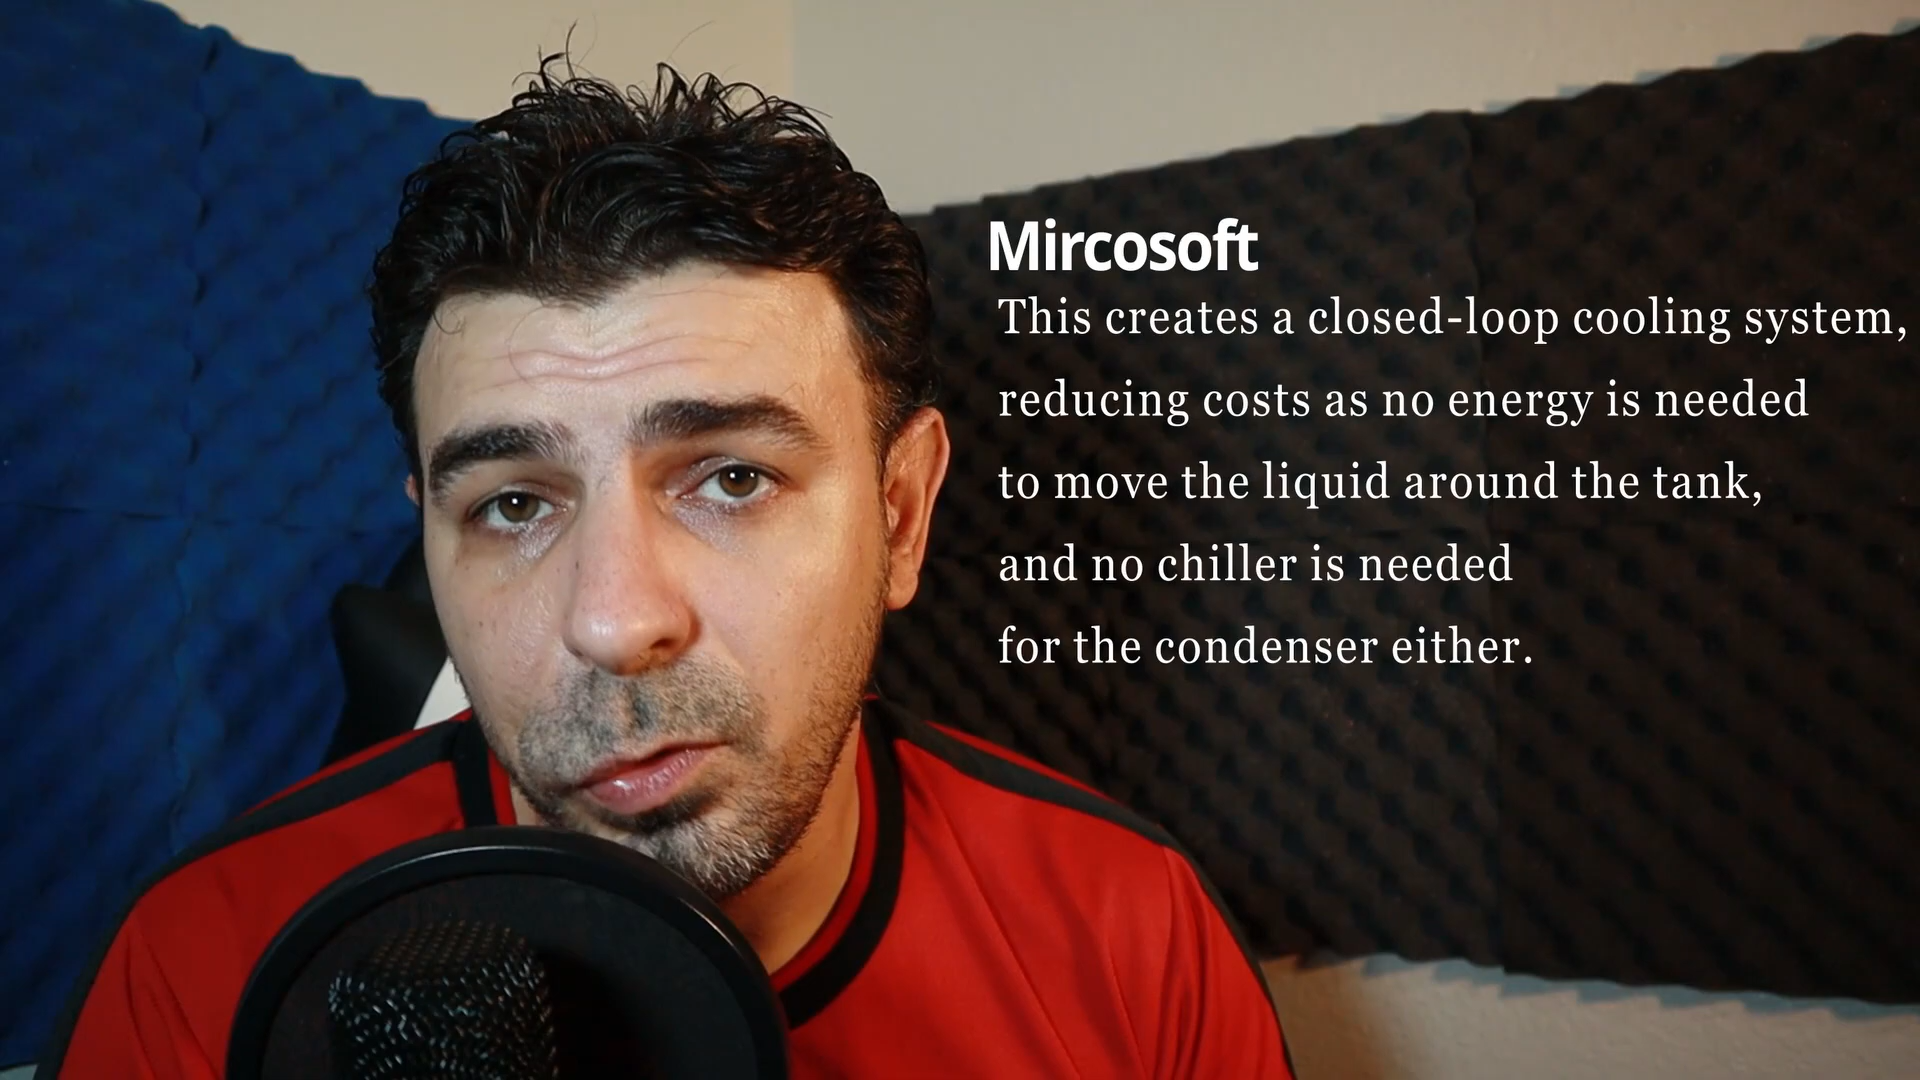 Mircosoft
This creates a closed-loop cooling system,
reducing costs as no energy is needed
to move the liquid around the tank,
and no chiller is needed
for the condenser either.